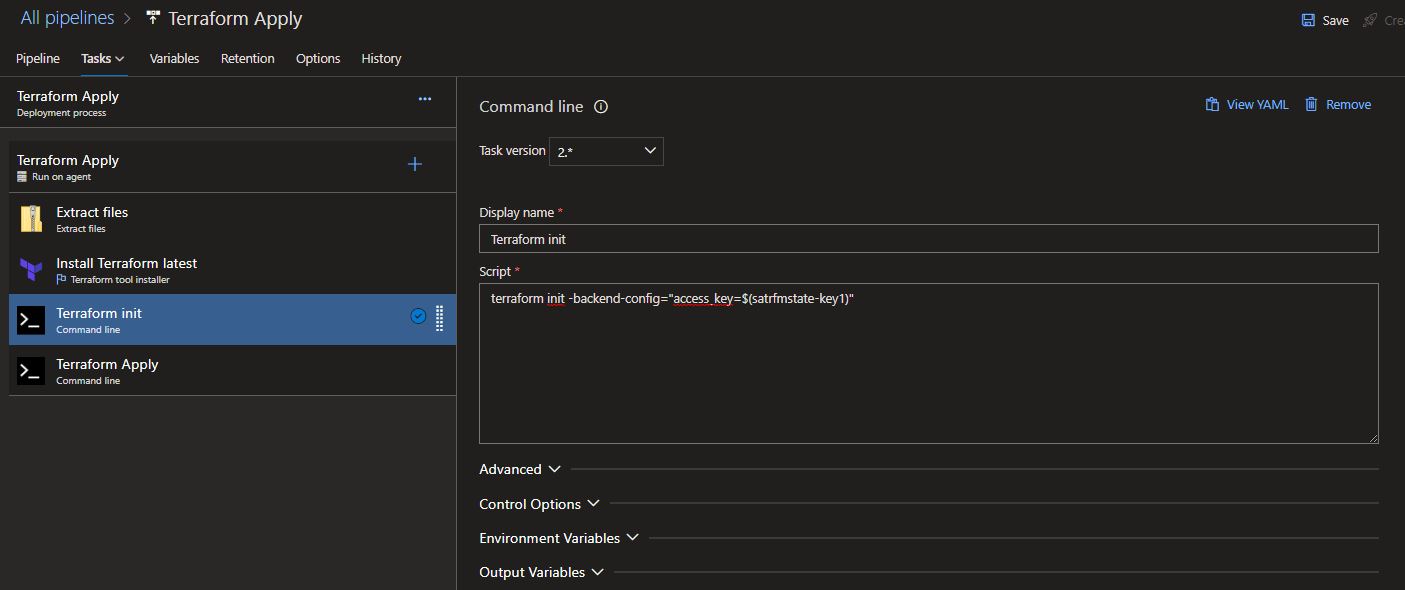 All pipelines > Terraform Apply
Save
Pipeline Tasks Variables Retention Options History
Terraform Apply
Deployment process
Terraform Apply
Run on agent
Extract files
Extract files
Install Terraform latest
Terraform tool installer
Terraform init
Command line
Terraform Apply
Command line
Command line
View YAML Remove
Task version 2.*
Display name *
Terraform init
Script *
terraform init -backend-config="access_key=$(satrfmstate-key1)"
Advanced
Control Options
Environment Variables
Output Variables